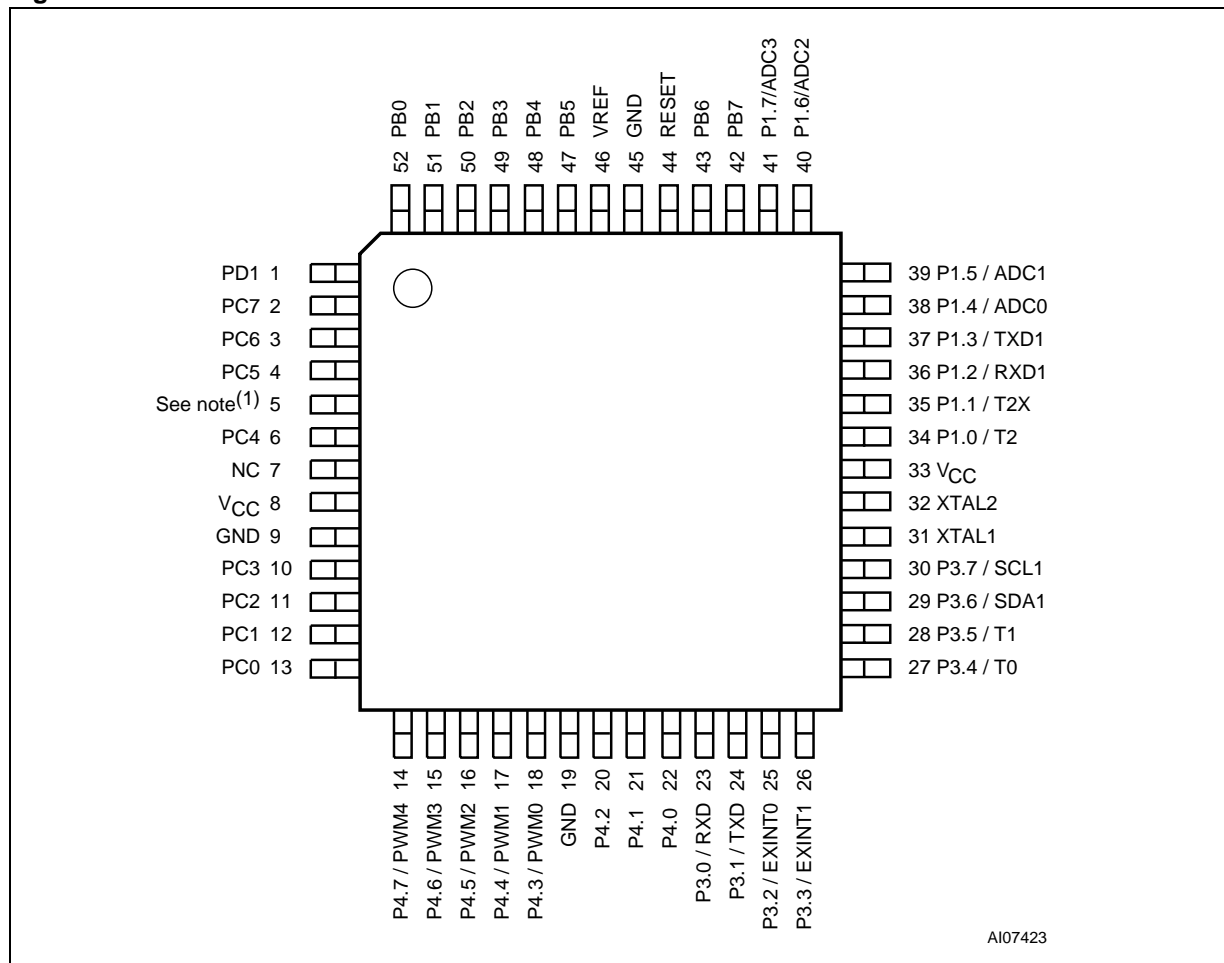 52 PB0
51 PB1
50 PB2
49 PB3
48 PB4
47 PB5
46 VREF
45 GND
44 RESET
43 PB6
42 PB7
41 P1.7/ADC3
40 P1.6/ADC2
PD1 1
PC7 2
PC6 3
PC5 4
See note(1) 5
PC4 6
NC 7
VCC 8
GND 9
PC3 10
PC2 11
PC1 12
PC0 13
39 P1.5 / ADC1
38 P1.4 / ADC0
37 P1.3 / TXD1
36 P1.2 / RXD1
35 P1.1 / T2X
34 P1.0 / T2
33 VCC
32 XTAL2
31 XTAL1
30 P3.7 / SCL1
29 P3.6 / SDA1
28 P3.5 / T1
27 P3.4 / T0
P4.7 / PWM4 14
P4.6 / PWM3 15
P4.5 / PWM2 16
P4.4 / PWM1 17
P4.3 / PWM0 18
GND 19
P4.2 20
P4.1 21
P4.0 22
P3.0 / RXD 23
P3.1 / TXD 24
P3.2 / EXINT0 25
P3.3 / EXINT1 26
AI07423